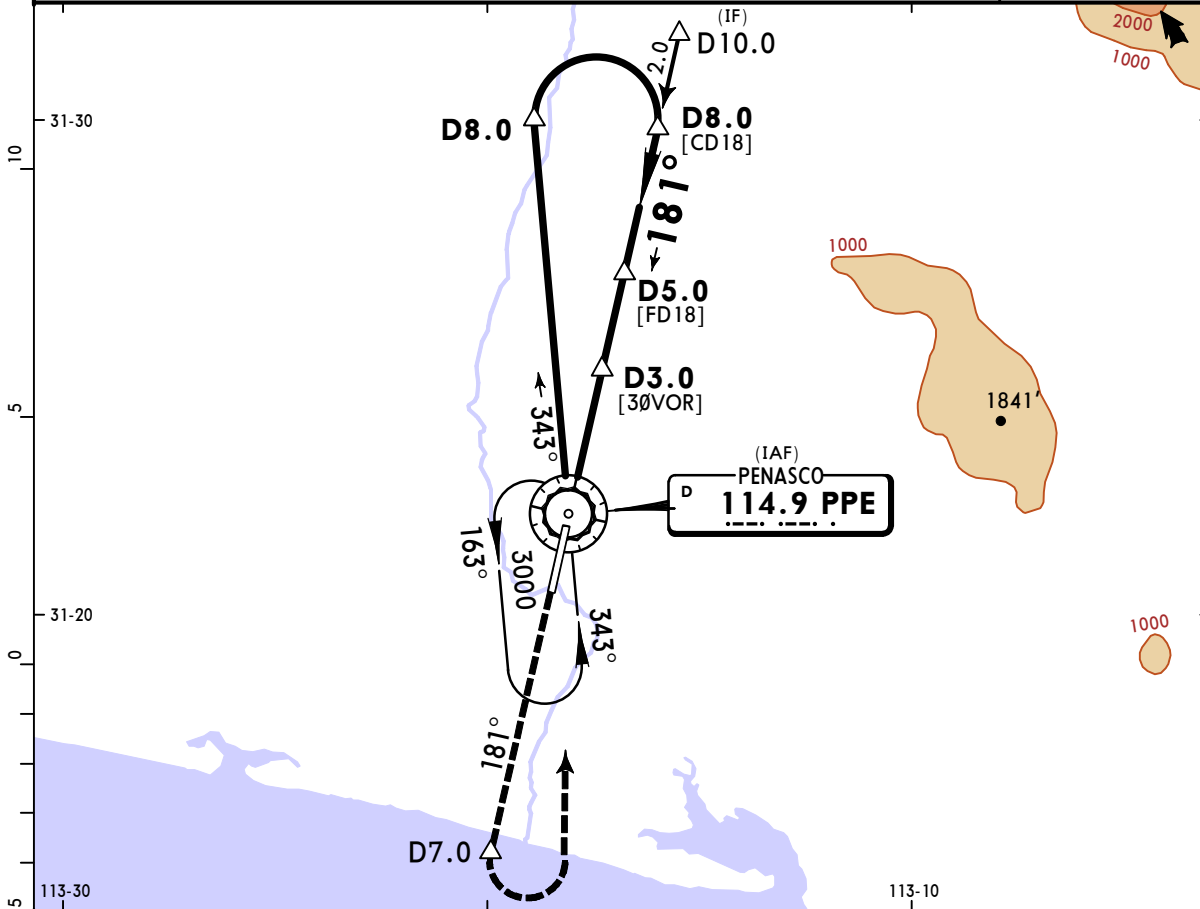 (IF)
D10.0
2.0
2000
1000
31-30
D8.0
D8.0
[CD18]
10
181°
1000
D5.0
[FD18]
D3.0
[3ØVOR]
1841'
5
343°
(IAF)
PENASCO
D
114.9 PPE
163°
3000
343°
31-20
1000
0
181°
D7.0
113-30
113-10
5